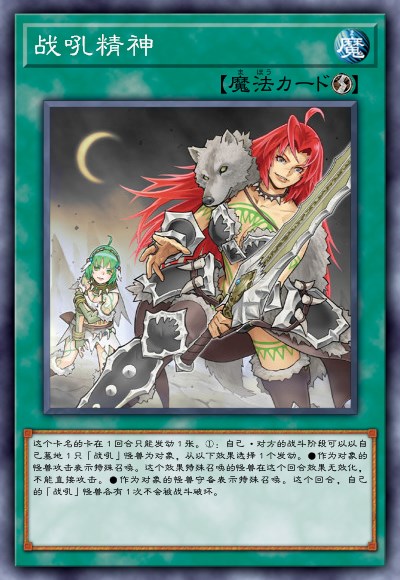 战吼精神
魔
まほう
【魔法カード】
这个卡名的卡在1回合只能发动1张。①：自己·对方的战斗阶段可以以自
己墓地1只「战吼」怪兽为对象，从以下效果选择1个发动。●作为对象的
怪兽攻击表示特殊召唤。这个效果特殊召唤的怪兽在这个回合效果无效化，
不能直接攻击。●作为对象的怪兽守备表示特殊召唤。这个回合，自己
的「战吼」怪兽各有1次不会被战斗破坏。